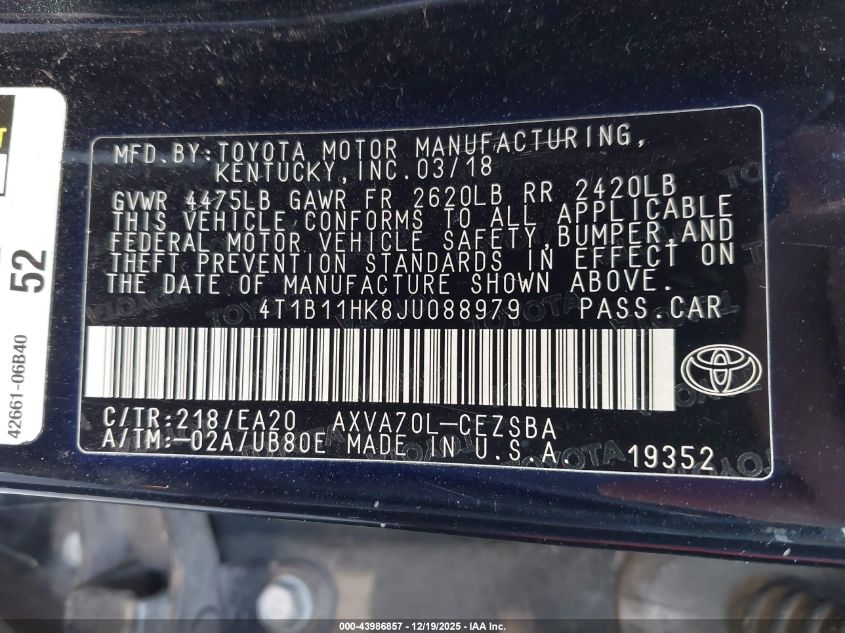 MFD.BY:TOYOTA MOTOR MANUFACTURING,
KENTUCKY,INC.03/18
GVWR 4475LB GAWR FR 2620LB RR 2420LB
THIS VEHICLE CONFORMS TO ALL APPLICABLE
FEDERAL MOTOR VEHICLE SAFETY,BUMPER,AND
THEFT PREVENTION STANDARDS IN EFFECT ON
THE DATE OF MANUFACTURE SHOWN ABOVE.
4T1B11HK8JU088979 PASS.CAR
C/TR:218/EA20 AXVA70L-CEZSBA
A/TM:-02A/UB80E MADE IN U.S.A. 19352
52
42661-06B40
000-43986857 - 12/19/2025 - IAA Inc.